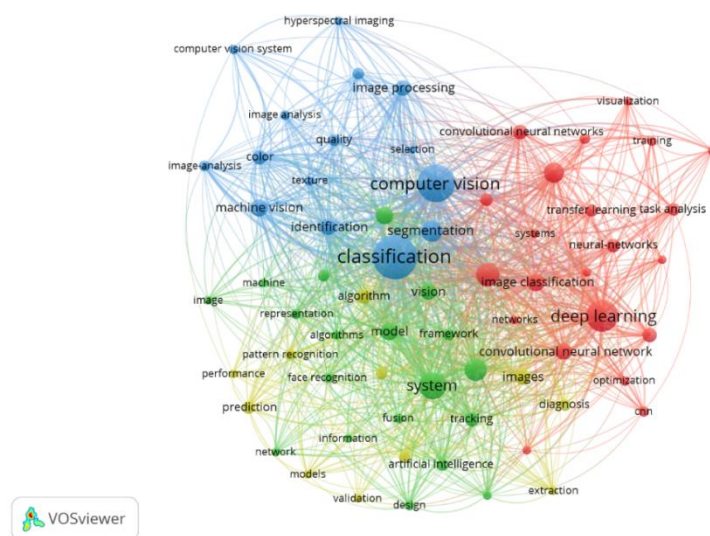 hyperspectral imaging
computer vision system
image processing
visualization
image analysis
convolutional neural networks
training
quality
selection
image-analysis
color
texture
computer vision
machine vision
transfer learning
task analysis
identification
segmentation
systems
neural-networks
classification
machine
image classification
image
algorithm
vision
representation
networks
deep learning
algorithms
model
framework
pattern recognition
convolutional neural network
performance
face recognition
system
images
optimization
prediction
diagnosis
cnn
fusion
tracking
information
network
artificial intelligence
models
extraction
validation
design
VOSviewer